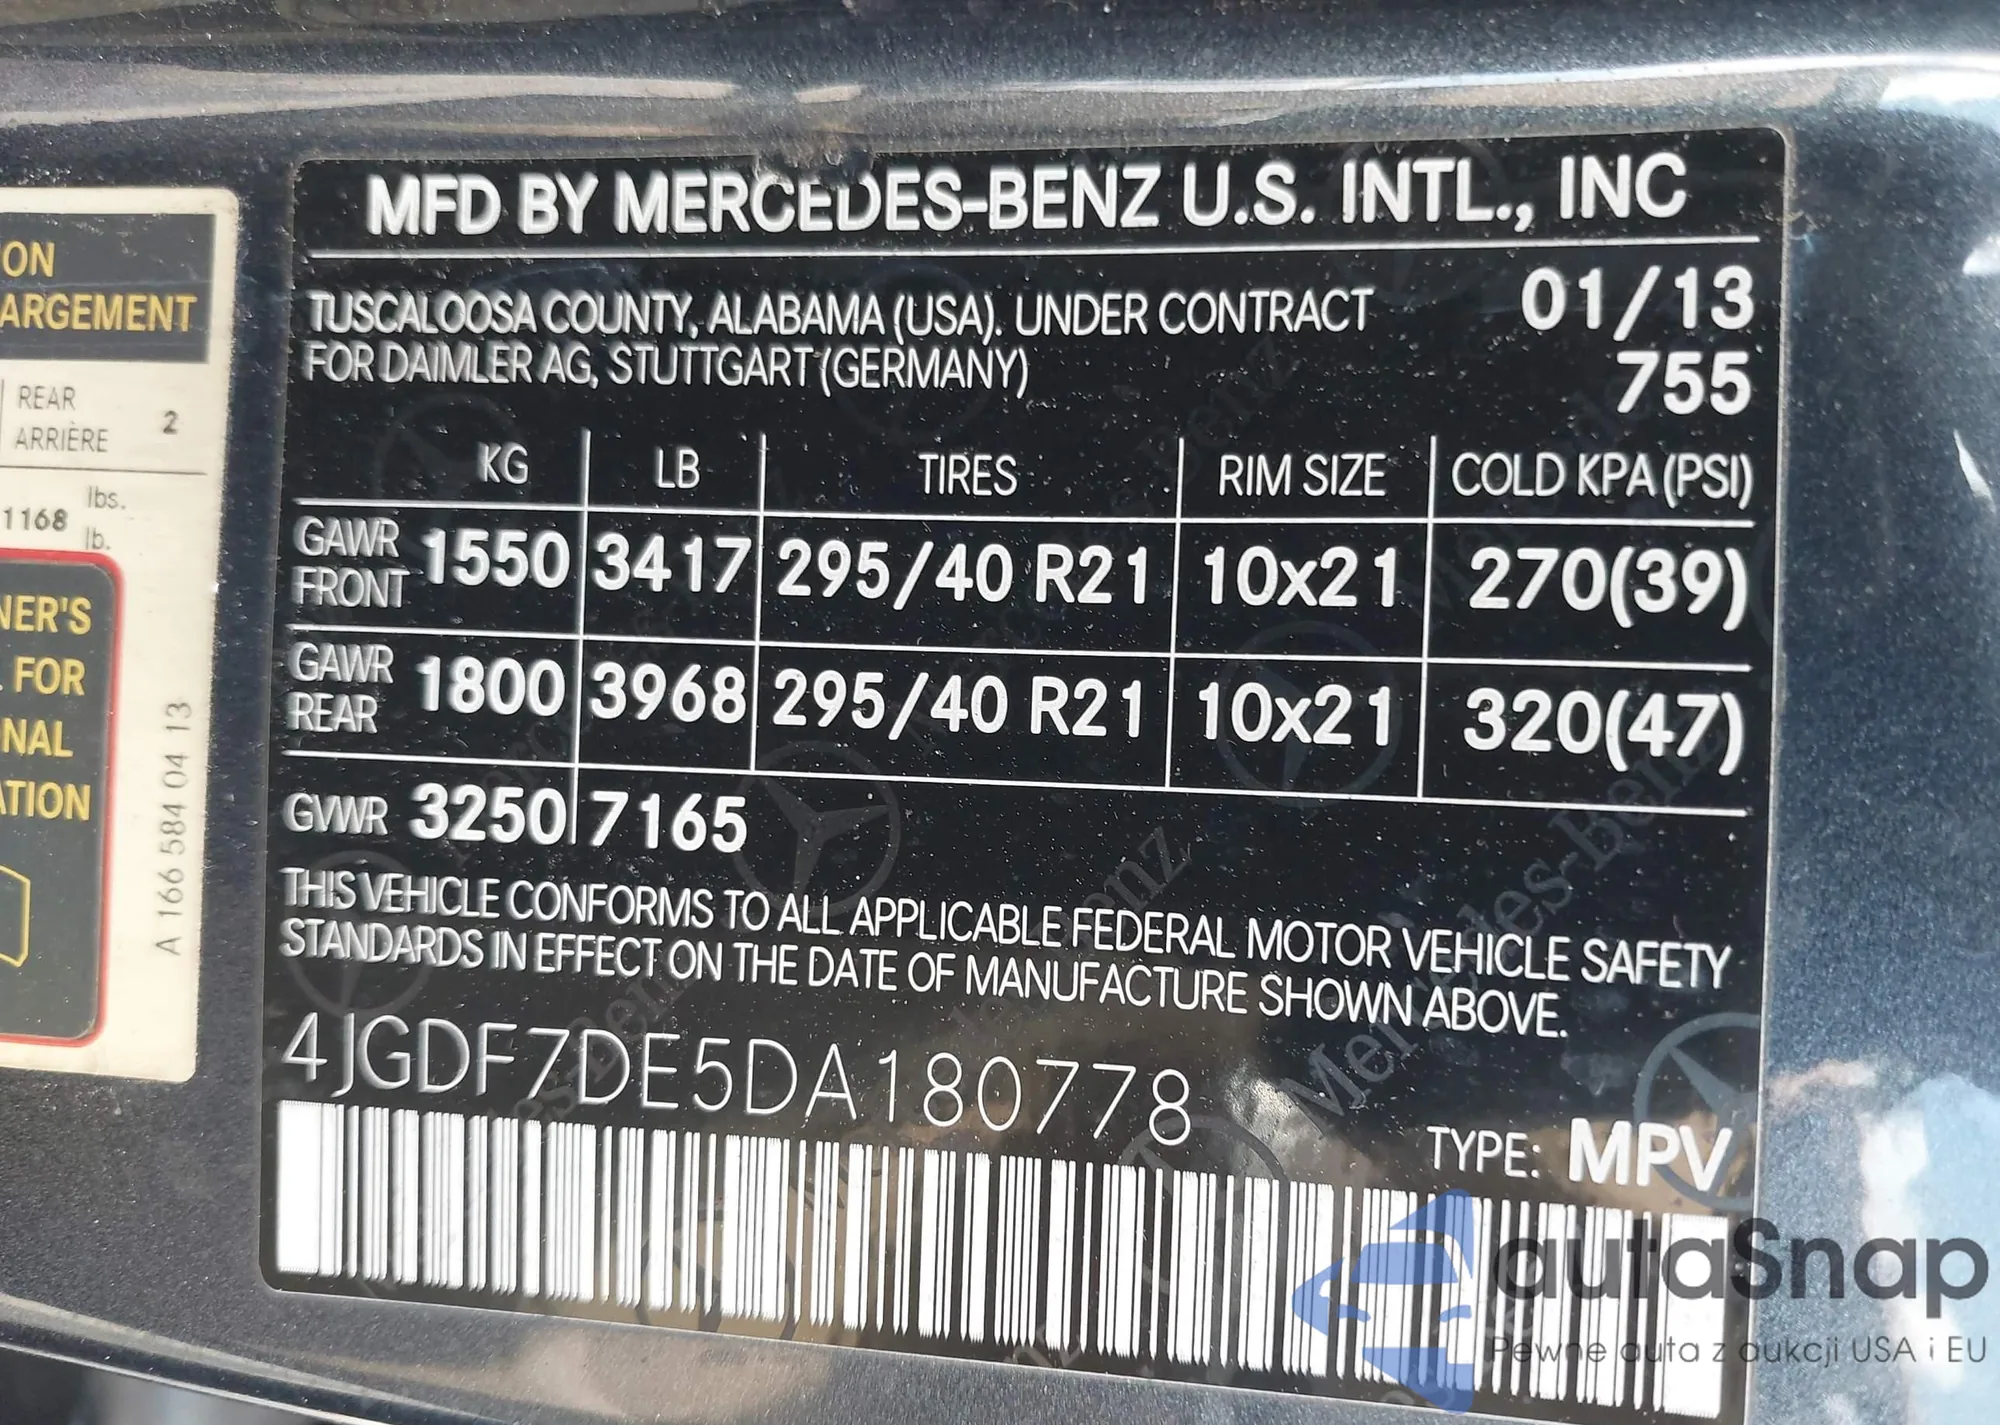 ON
ARGEMENT
REAR
ARRIÈRE
2
lbs.
1168
lb.
NER'S
FOR
NAL
ATION
A 166 584 04 13
MFD BY MERCEDES-BENZ U.S. INTL., INC
TUSCALOOSA COUNTY, ALABAMA (USA). UNDER CONTRACT
FOR DAIMLER AG, STUTTGART (GERMANY)
01/13
755
KG LB TIRES RIM SIZE COLD KPA (PSI)
GAWR FRONT 1550 3417 295/40 R21 10x21 270(39)
GAWR REAR 1800 3968 295/40 R21 10x21 320(47)
GVWR 3250 7165
THIS VEHICLE CONFORMS TO ALL APPLICABLE FEDERAL MOTOR VEHICLE SAFETY
STANDARDS IN EFFECT ON THE DATE OF MANUFACTURE SHOWN ABOVE.
4JGDF7DE5DA180778
TYPE: MPV
autaSnap
Pewne auta z aukcji USA i EU